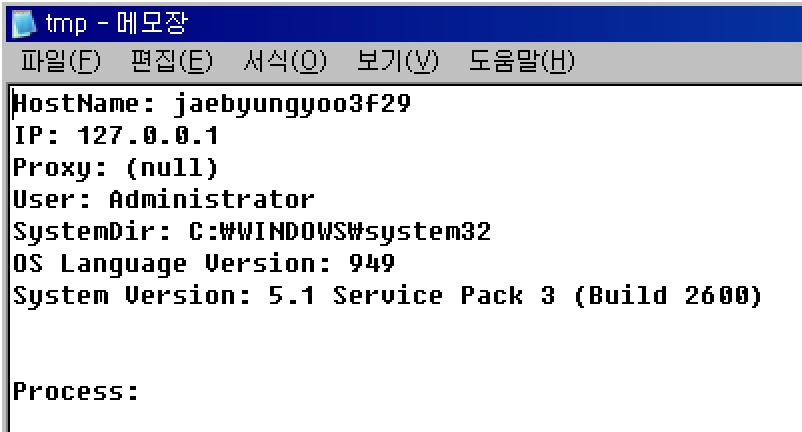 tmp - 메모장
파일(F) 편집(E) 서식(O) 보기(V) 도움말(H)
HostName: jaebyungyoo3f29
IP: 127.0.0.1
Proxy: (null)
User: Administrator
SystemDir: C:₩WINDOWS₩system32
OS Language Version: 949
System Version: 5.1 Service Pack 3 (Build 2600)
Process: